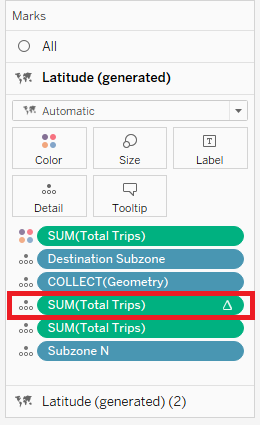 Marks
All
Latitude (generated)
Automatic
Color
Size
Label
Detail
Tooltip
SUM(Total Trips)
Destination Subzone
COLLECT(Geometry)
SUM(Total Trips) Δ
SUM(Total Trips)
Subzone N
Latitude (generated) (2)